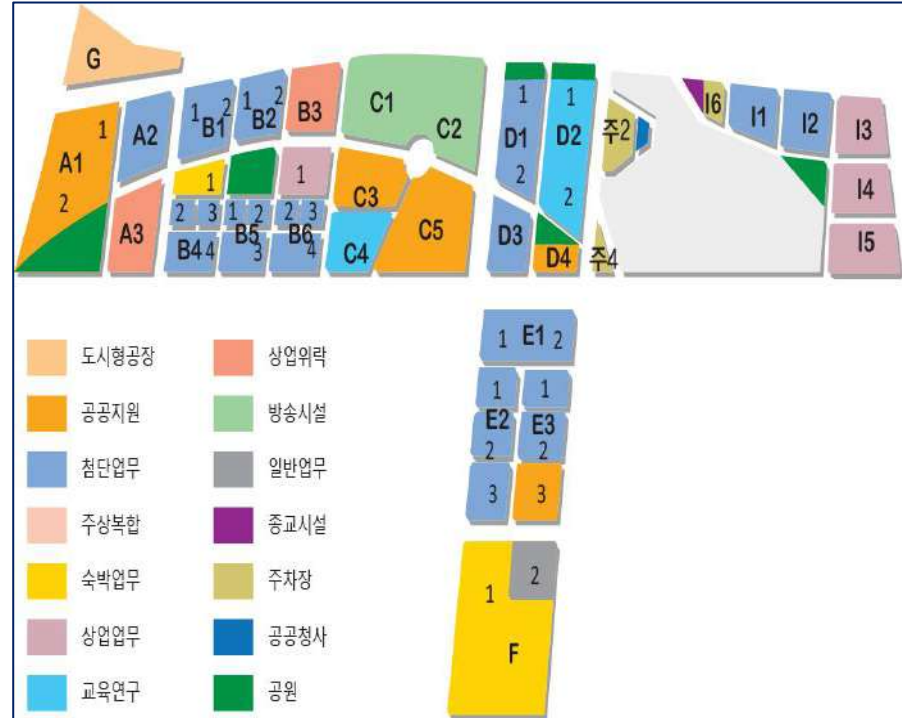 G
A1 1
2
A2
A3
1 2
B1
1 2
B2
B3
1
2 3
B4 4
1 2
B5
3
1
2 3
B6
4
C1
C2
C3
C4
C5
1
D1
2
1
D2
2
D3
D4
주2
주4
I6
I1
I2
I3
I4
I5
1 E1 2
1
E2
2
3
1
E3
2
3
1
2
F
도시형공장
공공지원
첨단업무
주상복합
숙박업무
상업업무
교육연구
상업위락
방송시설
일반업무
종교시설
주차장
공공청사
공원